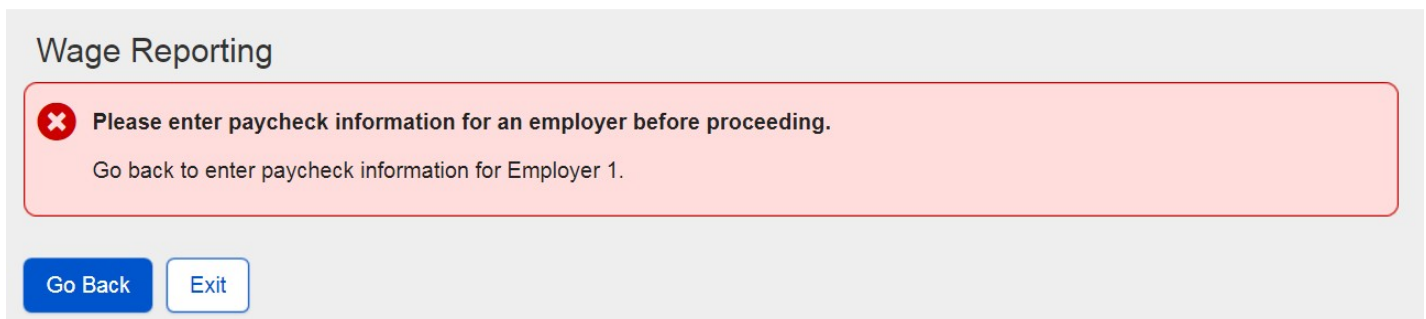 Wage Reporting
Please enter paycheck information for an employer before proceeding.
Go back to enter paycheck information for Employer 1.
Go Back Exit